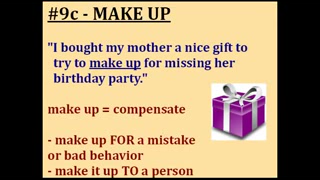 #9c - MAKE UP
"I bought my mother a nice gift to
try to make up for missing her
birthday party."
make up = compensate
- make up FOR a mistake
or bad behavior
- make it up TO a person